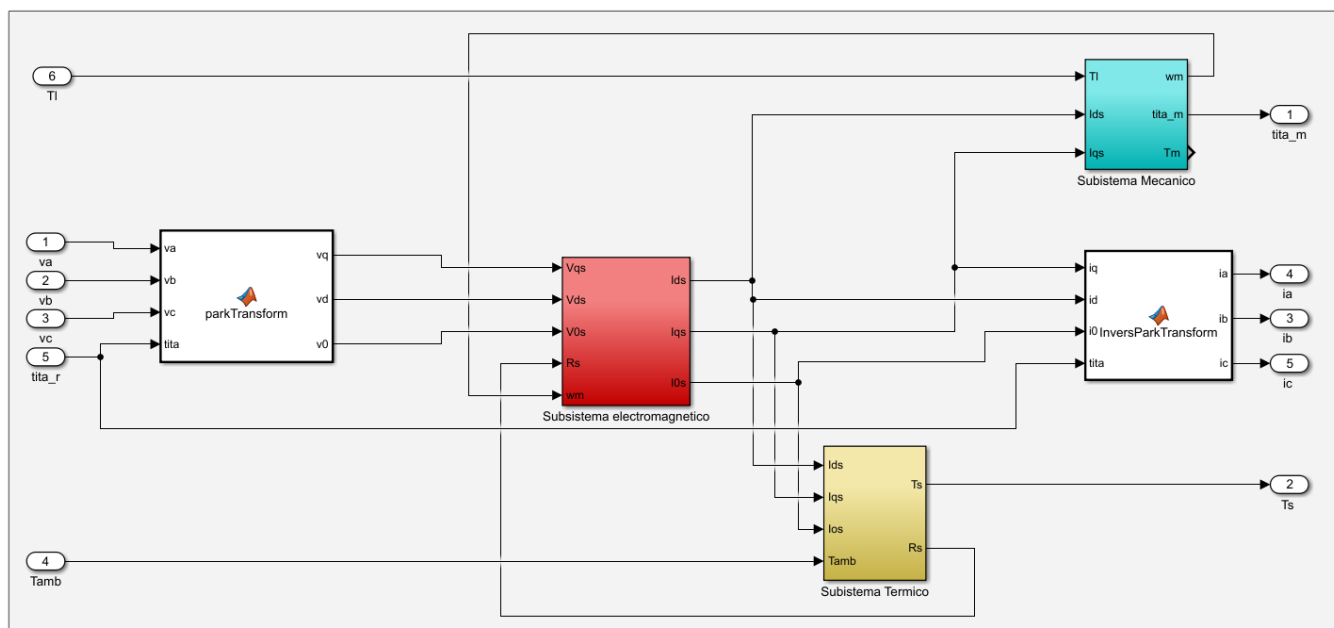 6
Tl
1
va
2
vb
3
vc
5
tita_r
4
Tamb
va
vb
vc
tita
parkTransform
vq
vd
v0
Vqs
Vds
V0s
Rs
wm
Ids
Iqs
I0s
Subsistema electromagnetico
Tl
Ids
Iqs
wm
tita_m
Tm
Subistema Mecanico
iq
id
i0
tita
InversParkTransform
ia
ib
ic
Ids
Iqs
Ios
Tamb
Ts
Rs
Subistema Termico
1
tita_m
4
ia
3
ib
5
ic
2
Ts